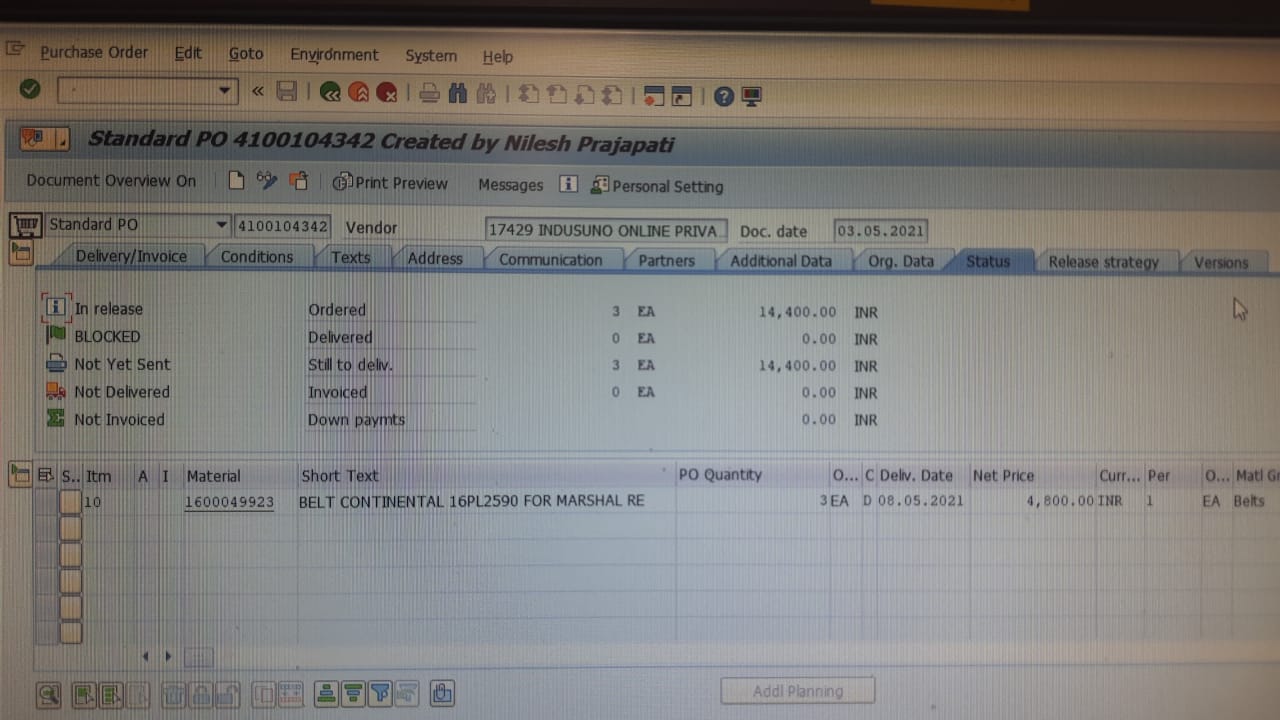 Purchase Order Edit Goto Environment System Help
Standard PO 4100104342 Created by Nilesh Prajapati
Document Overview On Print Preview Messages Personal Setting
Standard PO 4100104342 Vendor 17429 INDUSUNO ONLINE PRIVA Doc. date 03.05.2021
Delivery/Invoice Conditions Texts Address Communication Partners Additional Data Org. Data Status Release strategy Versions
In release Ordered 3 EA 14,400.00 INR
BLOCKED Delivered 0 EA 0.00 INR
Not Yet Sent Still to deliv. 3 EA 14,400.00 INR
Not Delivered Invoiced 0 EA 0.00 INR
Not Invoiced Down paymts 0.00 INR
S.. Itm A I Material Short Text PO Quantity O... C Deliv. Date Net Price Curr... Per O... Matl Gr
10 1600049923 BELT CONTINENTAL 16PL2590 FOR MARSHAL RE 3 EA D 08.05.2021 4,800.00 INR 1 EA Belts
Addl Planning